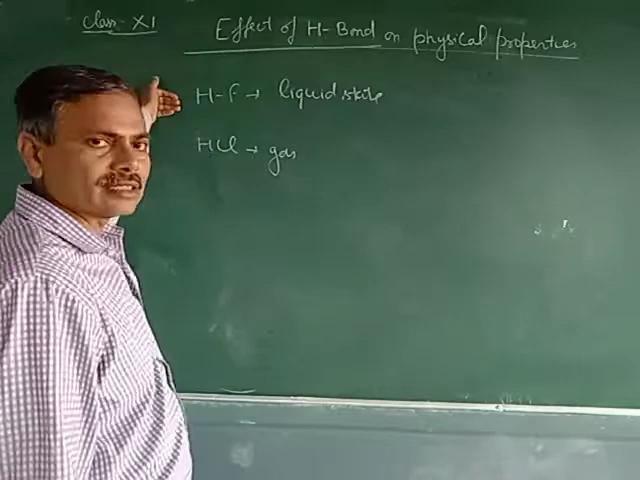 Class - XI
Effect of H-Bond on physical properties
H-F → liquid state
HCl → gas